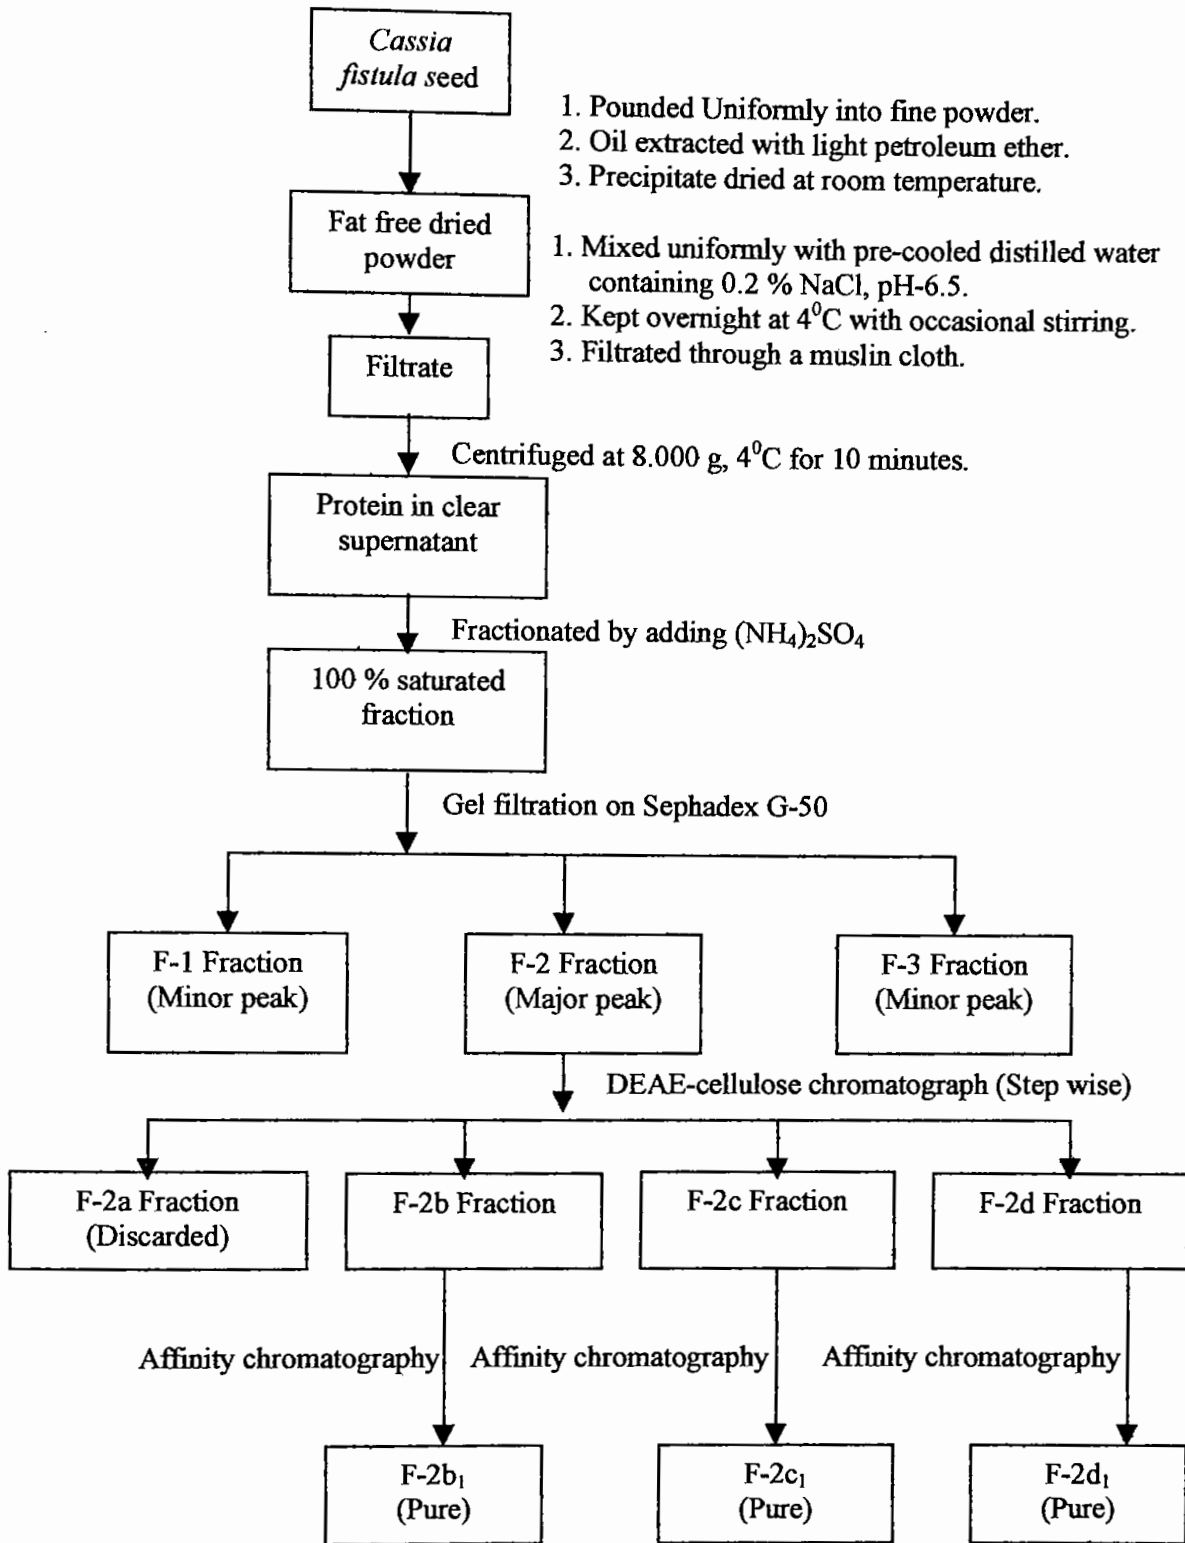 Cassia
fistula seed
1. Pounded Uniformly into fine powder.
2. Oil extracted with light petroleum ether.
3. Precipitate dried at room temperature.
Fat free dried
powder
1. Mixed uniformly with pre-cooled distilled water
containing 0.2 % NaCl, pH-6.5.
2. Kept overnight at 4⁰C with occasional stirring.
3. Filtrated through a muslin cloth.
Filtrate
Centrifuged at 8.000 g, 4⁰C for 10 minutes.
Protein in clear
supernatant
Fractionated by adding (NH₄)₂SO₄
100 % saturated
fraction
Gel filtration on Sephadex G-50
F-1 Fraction
(Minor peak)
F-2 Fraction
(Major peak)
F-3 Fraction
(Minor peak)
DEAE-cellulose chromatograph (Step wise)
F-2a Fraction
(Discarded)
F-2b Fraction
F-2c Fraction
F-2d Fraction
Affinity chromatography
Affinity chromatography
Affinity chromatography
F-2b₁
(Pure)
F-2c₁
(Pure)
F-2d₁
(Pure)